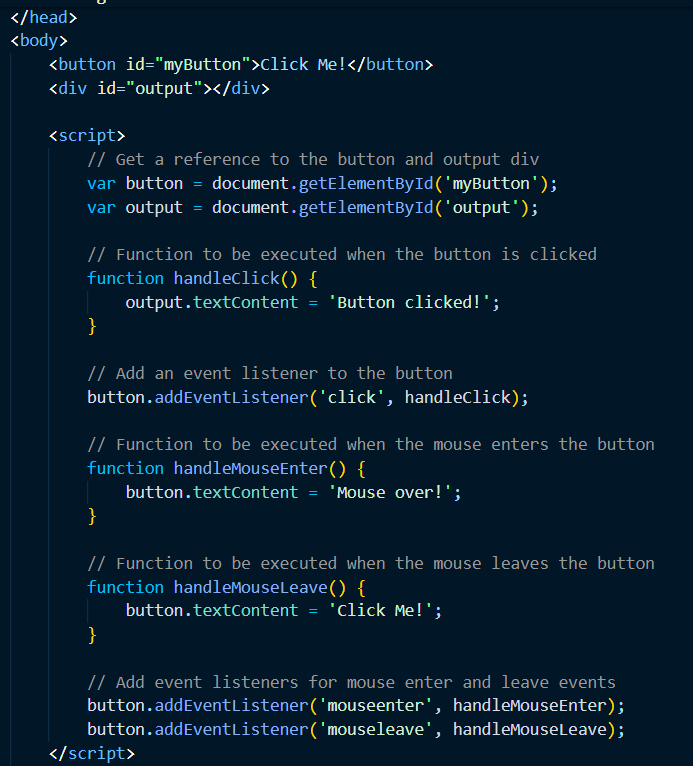 </head>
<body>
    <button id="myButton">Click Me!</button>
    <div id="output"></div>

    <script>
        // Get a reference to the button and output div
        var button = document.getElementById('myButton');
        var output = document.getElementById('output');

        // Function to be executed when the button is clicked
        function handleClick() {
            output.textContent = 'Button clicked!';
        }

        // Add an event listener to the button
        button.addEventListener('click', handleClick);

        // Function to be executed when the mouse enters the button
        function handleMouseEnter() {
            button.textContent = 'Mouse over!';
        }

        // Function to be executed when the mouse leaves the button
        function handleMouseLeave() {
            button.textContent = 'Click Me!';
        }

        // Add event listeners for mouse enter and leave events
        button.addEventListener('mouseenter', handleMouseEnter);
        button.addEventListener('mouseleave', handleMouseLeave);
    </script>